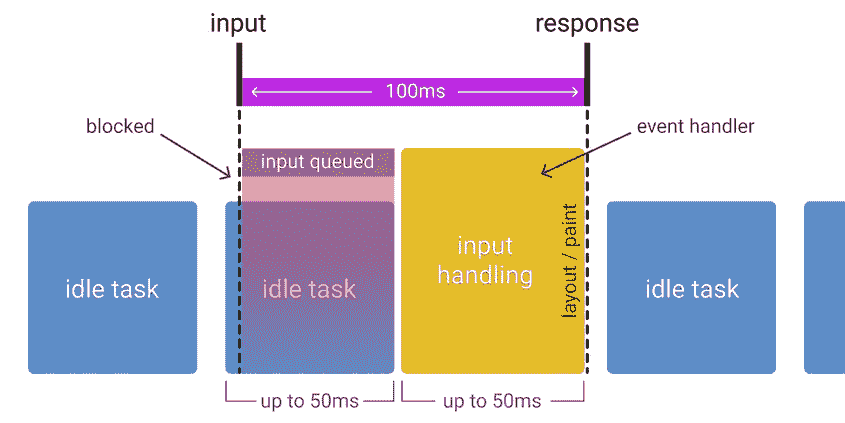 input
response
100ms
blocked
event handler
input queued
idle task
idle task
input
handling
layout / paint
idle task
up to 50ms
up to 50ms